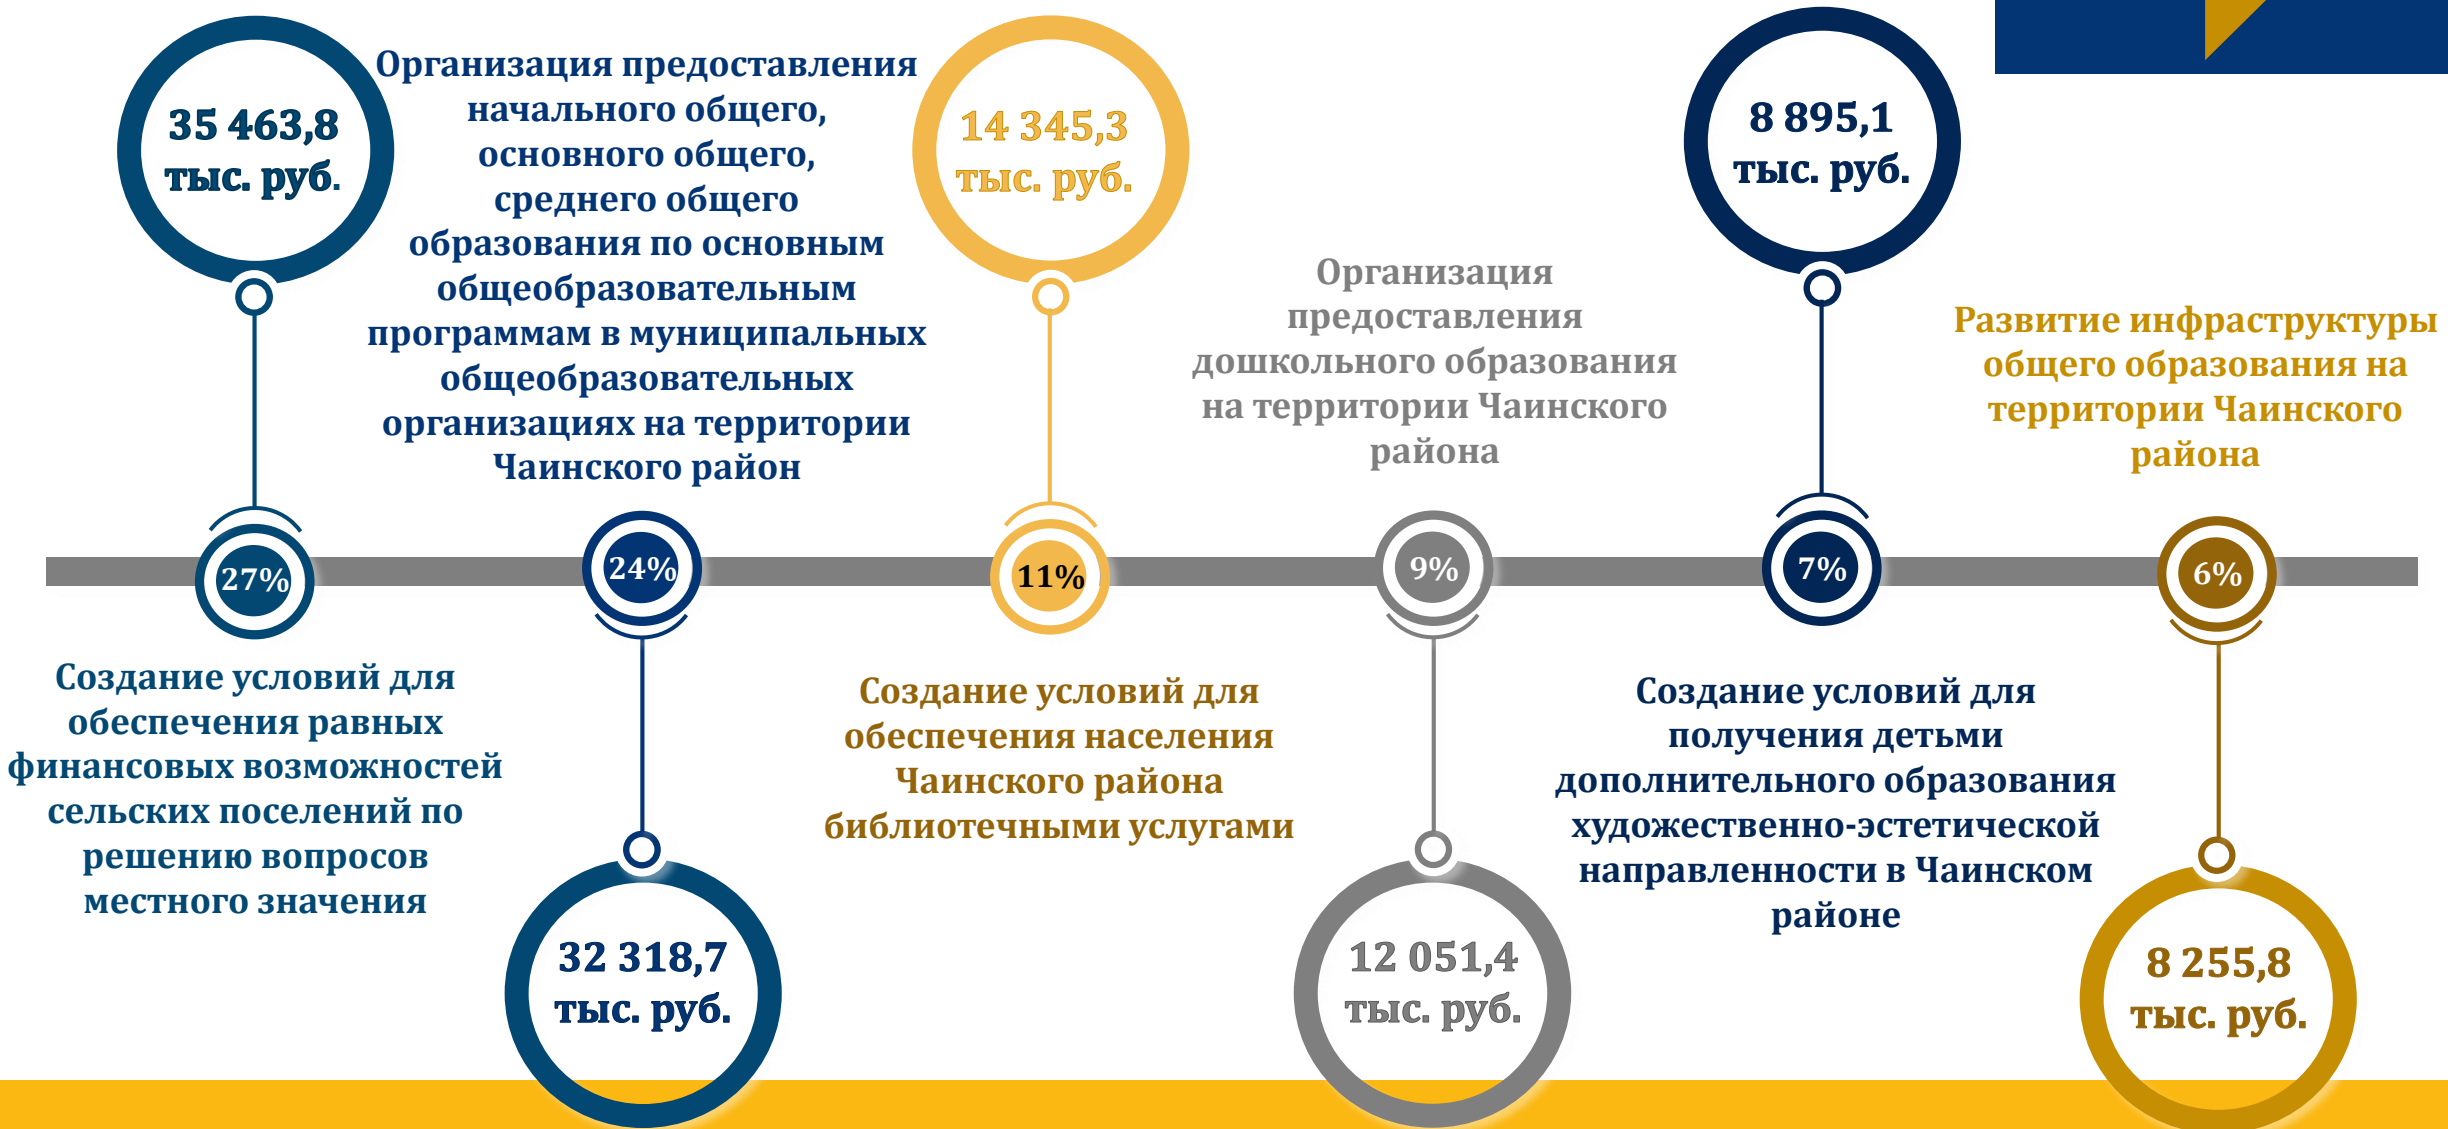 35 463,8
тыс. руб.
Организация предоставления
начального общего,
основного общего,
среднего общего
образования по основным
общеобразовательным
программам в муниципальных
общеобразовательных
организациях на территории
Чаинского район
14 345,3
тыс. руб.
Организация
предоставления
дошкольного образования
на территории Чаинского
района
8 895,1
тыс. руб.
Развитие инфраструктуры
общего образования на
территории Чаинского
района
27%
24%
11%
9%
7%
6%
Создание условий для
обеспечения равных
финансовых возможностей
сельских поселений по
решению вопросов
местного значения
32 318,7
тыс. руб.
Создание условий для
обеспечения населения
Чаинского района
библиотечными услугами
12 051,4
тыс. руб.
Создание условий для
получения детьми
дополнительного образования
художественно-эстетической
направленности в Чаинском
районе
8 255,8
тыс. руб.